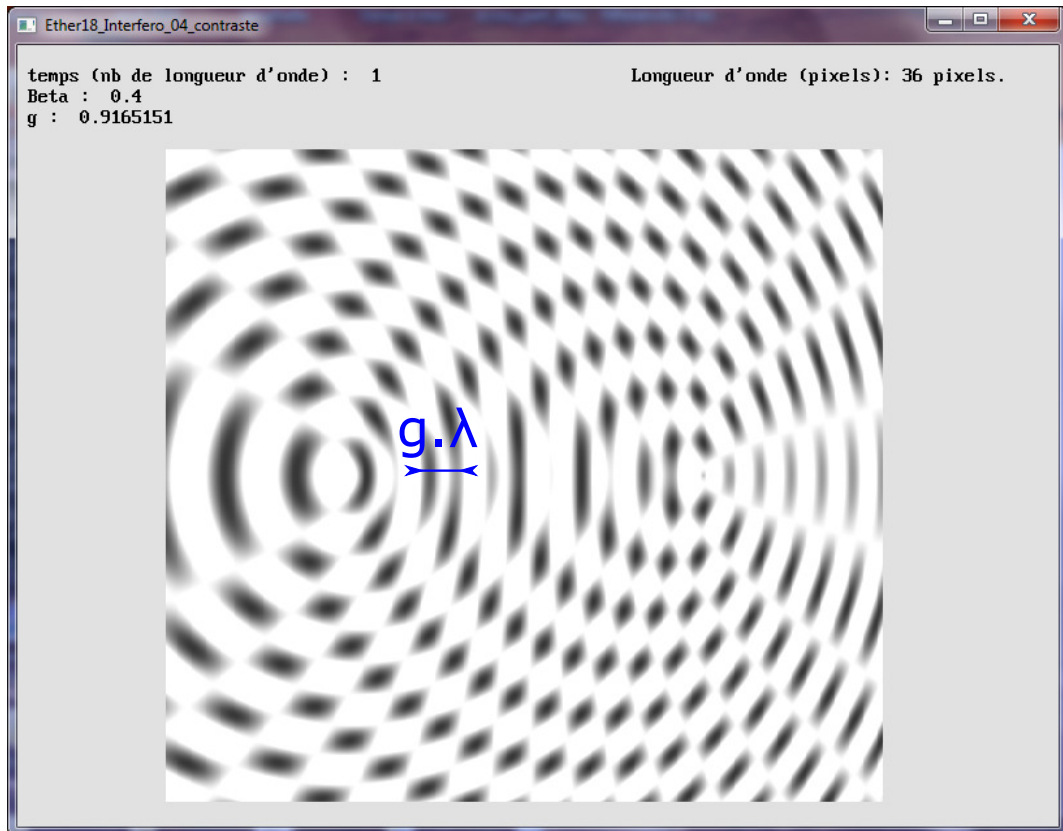 Ether18_Interfero_04_contraste
temps (nb de longueur d'onde) : 1 Longueur d'onde (pixels): 36 pixels.
Beta : 0.4
g : 0.9165151
g.λ